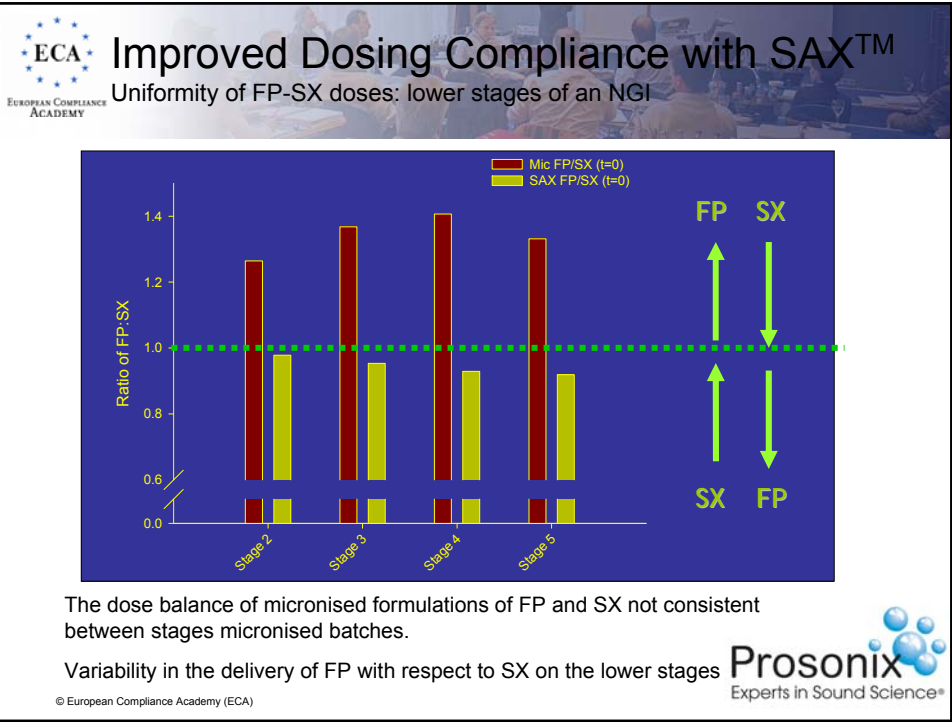 ECA
EUROPEAN COMPLIANCE
ACADEMY
Improved Dosing Compliance with SAX™
Uniformity of FP-SX doses: lower stages of an NGI
Mic FP/SX (t=0)
SAX FP/SX (t=0)
Ratio of FP:SX
1.4
1.2
1.0
0.8
0.6
0.0
Stage 2
Stage 3
Stage 4
Stage 5
FP SX
SX FP
The dose balance of micronised formulations of FP and SX not consistent
between stages micronised batches.
Variability in the delivery of FP with respect to SX on the lower stages
Prosonix
Experts in Sound Science®
© European Compliance Academy (ECA)